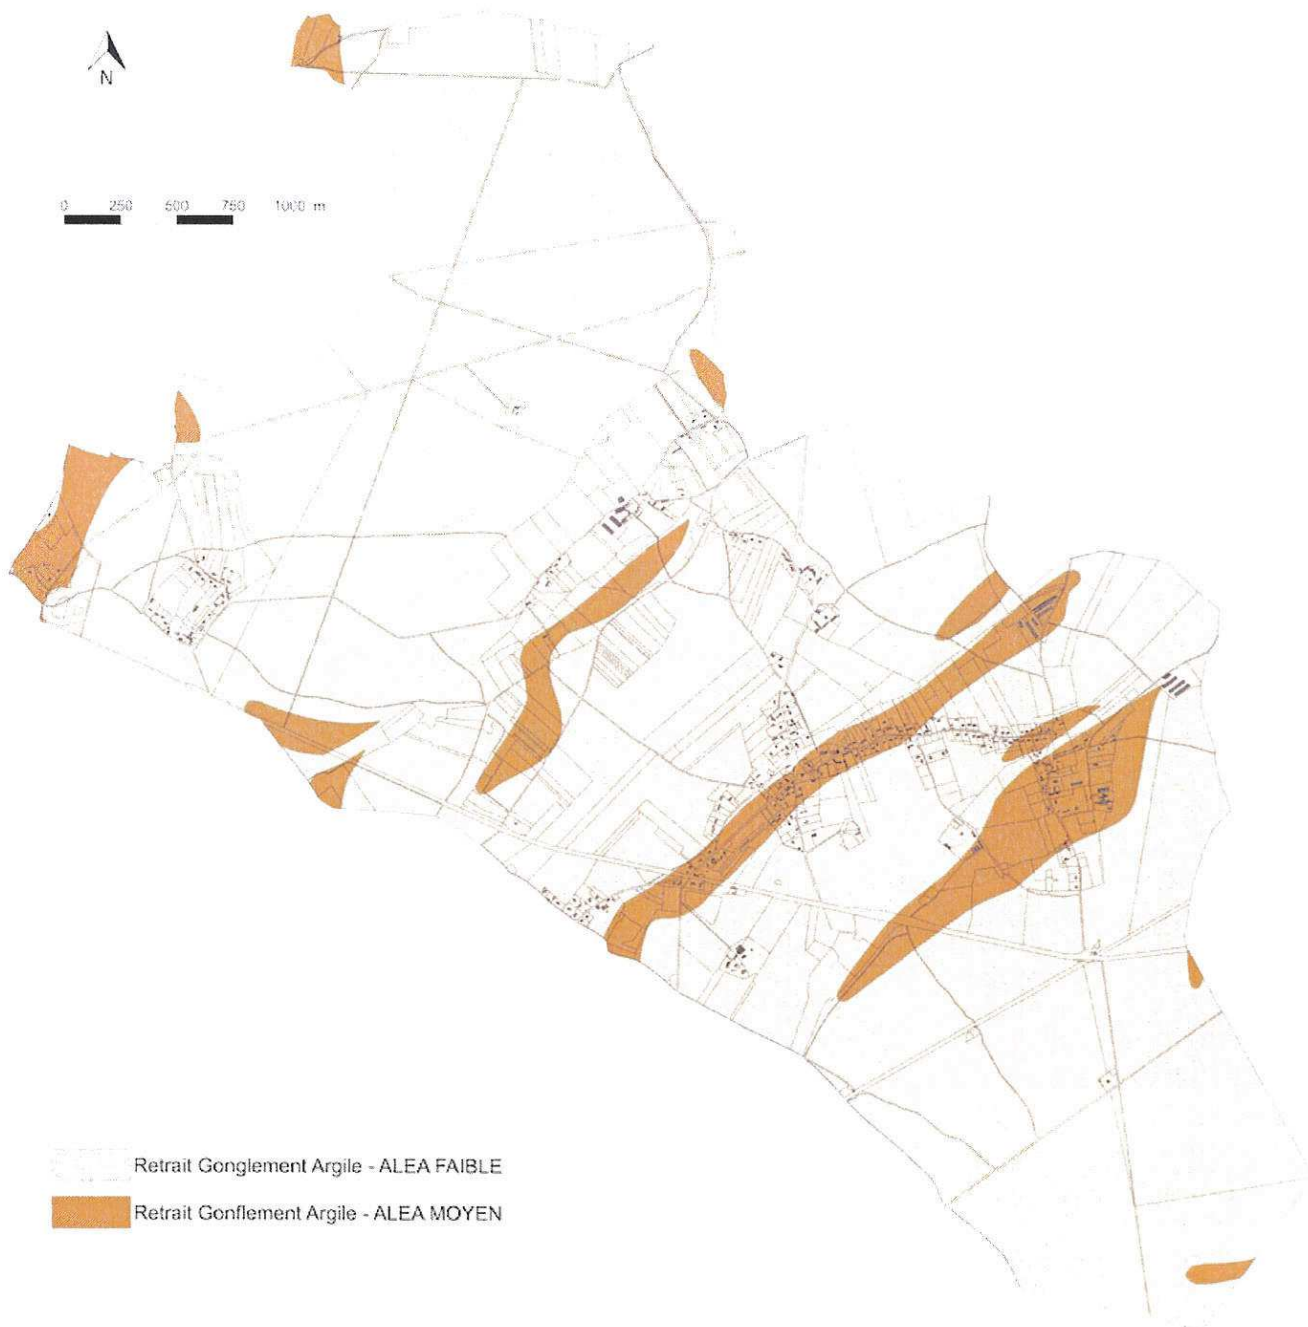 N
0 250 500 750 1000 m
Retrait Gonglement Argile - ALEA FAIBLE
Retrait Gonflement Argile - ALEA MOYEN